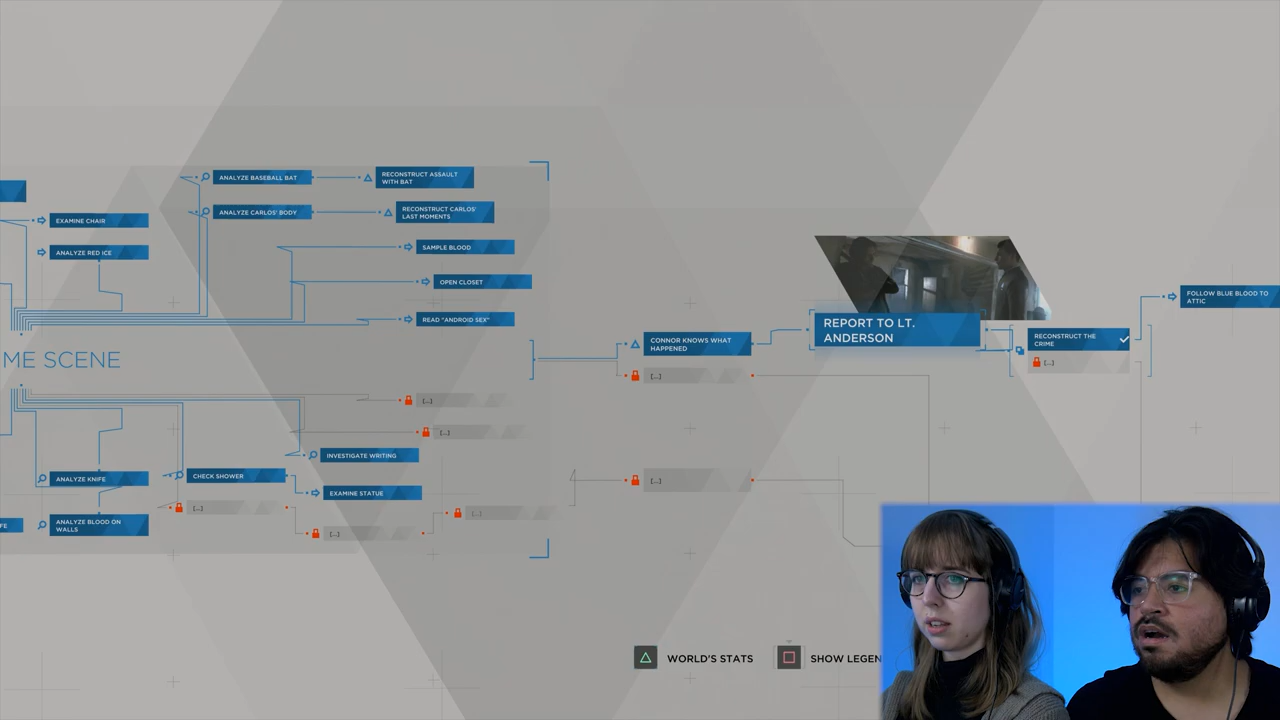 ANALYZE BASEBALL BAT
RECONSTRUCT ASSAULT
WITH BAT
EXAMINE CHAIR
ANALYZE CARLOS' BODY
RECONSTRUCT CARLOS'
LAST MOMENTS
ANALYZE RED ICE
SAMPLE BLOOD
OPEN CLOSET
READ "ANDROID SEX"
ME SCENE
CONNOR KNOWS WHAT
HAPPENED
[...]
REPORT TO LT.
ANDERSON
RECONSTRUCT THE
CRIME
[...]
FOLLOW BLUE BLOOD TO
ATTIC
[...]
[...]
INVESTIGATE WRITING
ANALYZE KNIFE
CHECK SHOWER
EXAMINE STATUE
[...]
[...]
[...]
[...]
FE
ANALYZE BLOOD ON
WALLS
WORLD'S STATS
SHOW LEGEN